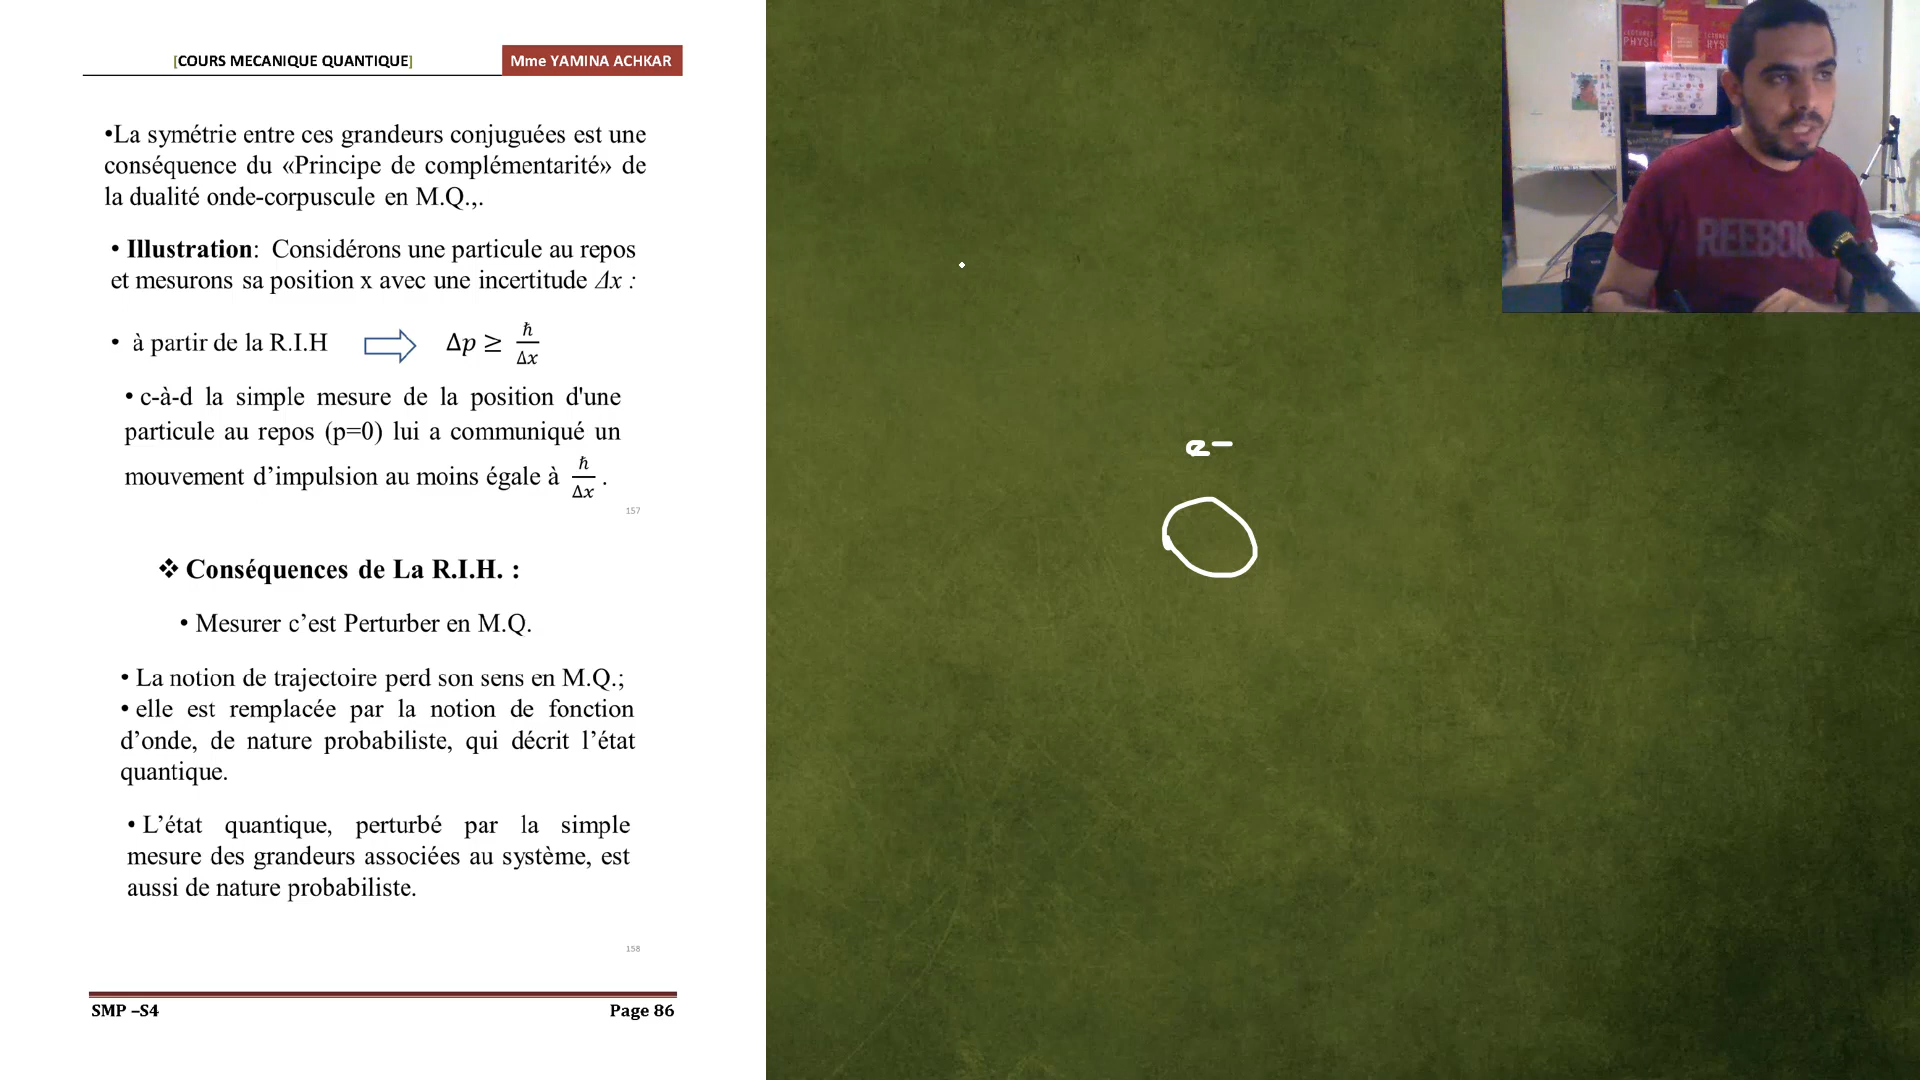 [COURS MECANIQUE QUANTIQUE] Mme YAMINA ACHKAR
•La symétrie entre ces grandeurs conjuguées est une
conséquence du «Principe de complémentarité» de
la dualité onde-corpuscule en M.Q.,.
• Illustration: Considérons une particule au repos
et mesurons sa position x avec une incertitude Δx :
• à partir de la R.I.H ⇨ Δp ≥ ℏ/Δx
• c-à-d la simple mesure de la position d'une
particule au repos (p=0) lui a communiqué un
mouvement d’impulsion au moins égale à ℏ/Δx .
157
❖ Conséquences de La R.I.H. :
• Mesurer c’est Perturber en M.Q.
• La notion de trajectoire perd son sens en M.Q.;
• elle est remplacée par la notion de fonction
d’onde, de nature probabiliste, qui décrit l’état
quantique.
• L’état quantique, perturbé par la simple
mesure des grandeurs associées au système, est
aussi de nature probabiliste.
158
SMP –S4 Page 86
e-
REEBOK